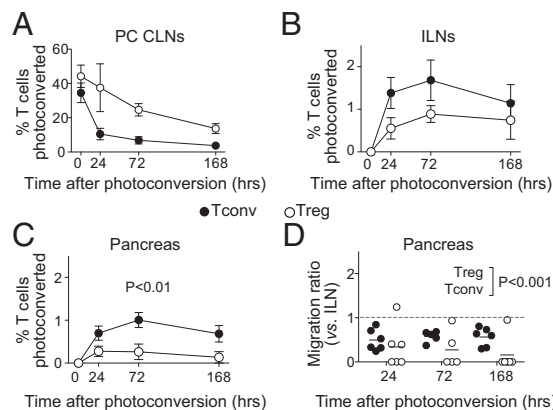 A
PC CLNs
% T cells
photoconverted
60
40
20
0
0 24 72 168
Time after photoconversion (hrs)
B
ILNs
% T cells
photoconverted
2
1
0
0 24 72 168
Time after photoconversion (hrs)
●Tconv ○Treg
C
Pancreas
% T cells
photoconverted
2
1
0
P<0.01
0 24 72 168
Time after photoconversion (hrs)
D
Pancreas
Migration ratio
(vs. ILN)
2
1
0
Treg
Tconv
P<0.001
24 72 168
Time after photoconversion (hrs)